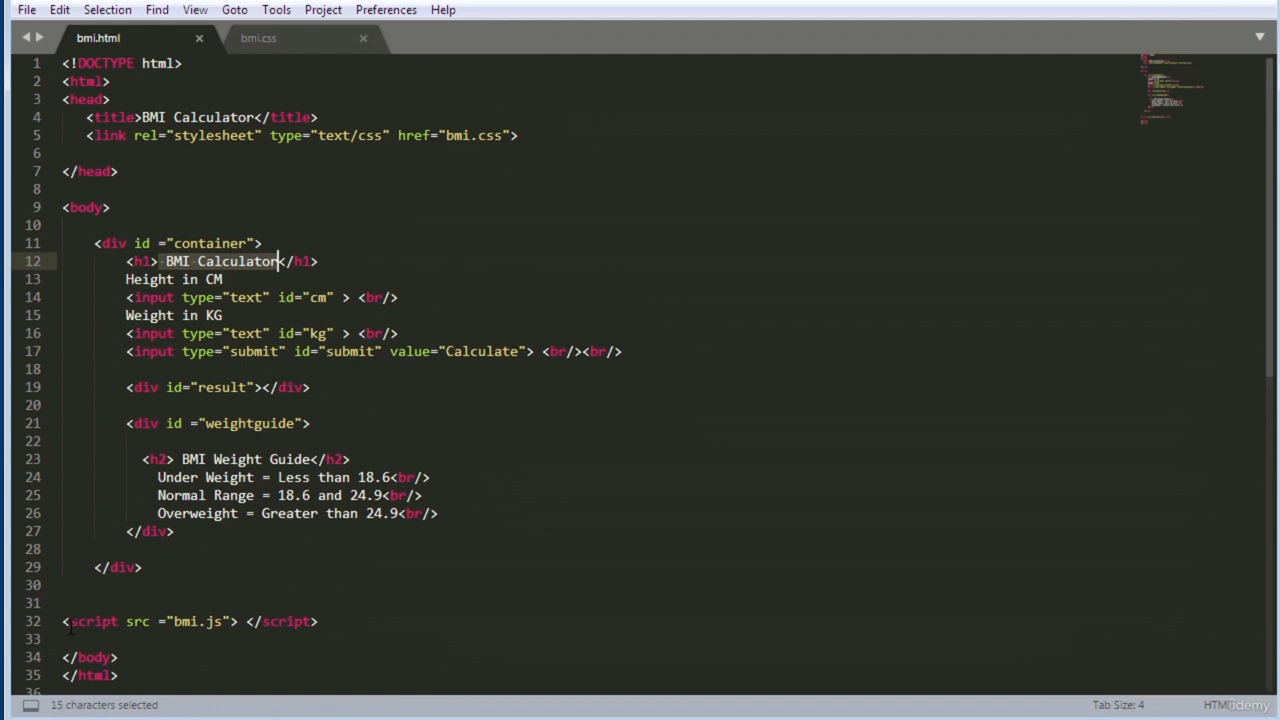 File Edit Selection Find View Goto Tools Project Preferences Help
bmi.html × bmi.css ×
1 <!DOCTYPE html>
2 <html>
3 <head>
4 <title>BMI Calculator</title>
5 <link rel="stylesheet" type="text/css" href="bmi.css">
6
7 </head>
8
9 <body>
10
11 <div id ="container">
12 <h1> BMI Calculator</h1>
13 Height in CM
14 <input type="text" id="cm" > <br/>
15 Weight in KG
16 <input type="text" id="kg" > <br/>
17 <input type="submit" id="submit" value="Calculate"> <br/><br/>
18
19 <div id="result"></div>
20
21 <div id ="weightguide">
22
23 <h2> BMI Weight Guide</h2>
24 Under Weight = Less than 18.6<br/>
25 Normal Range = 18.6 and 24.9<br/>
26 Overweight = Greater than 24.9<br/>
27 </div>
28
29 </div>
30
31
32 <script src ="bmi.js"> </script>
33
34 </body>
35 </html>
36
15 characters selected Tab Size: 4 HTML
Udemy